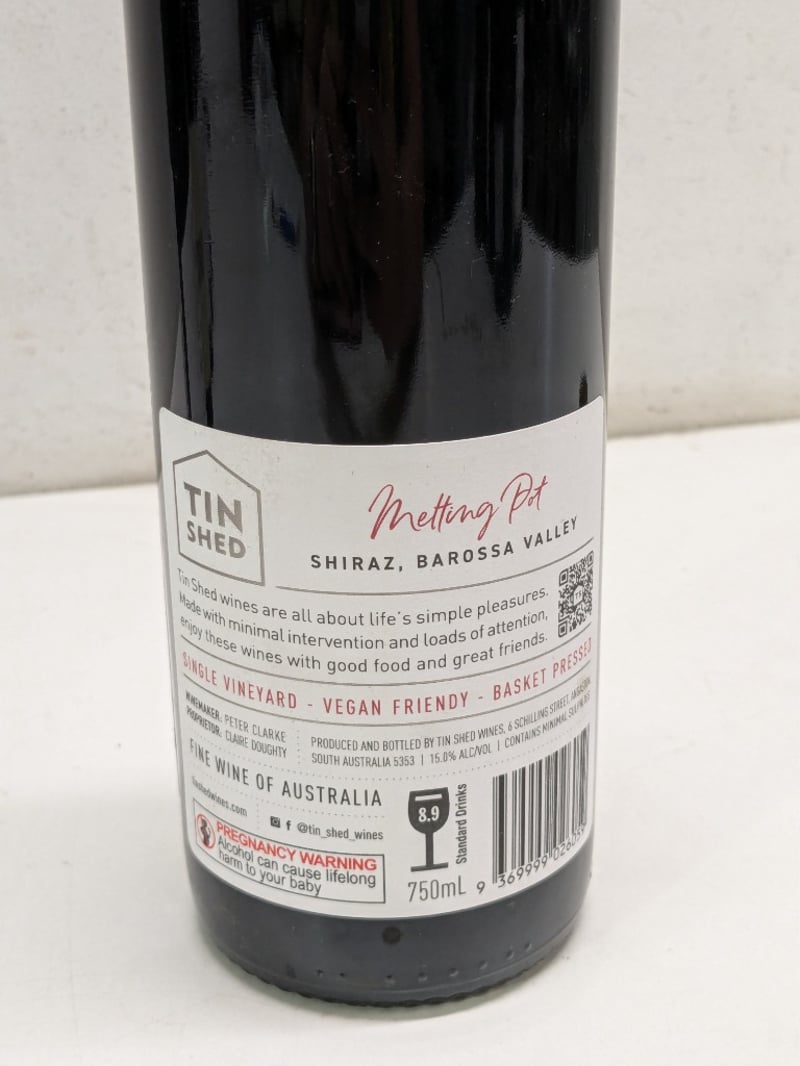 TIN
SHED
Melting Pot
SHIRAZ, BAROSSA VALLEY
Tin Shed wines are all about life's simple pleasures.
Made with minimal intervention and loads of attention,
enjoy these wines with good food and great friends.
SINGLE VINEYARD - VEGAN FRIENDY - BASKET PRESSED
WINEMAKER: PETER CLARKE
PROPRIETOR: CLAIRE DOUGHTY
PRODUCED AND BOTTLED BY TIN SHED WINES, 6 SCHILLING STREET, ANGASTON,
SOUTH AUSTRALIA 5353 | 15.0% ALC/VOL | CONTAINS MINIMAL SULPHITES
FINE WINE OF AUSTRALIA
tinshedwines.com
f @tin_shed_wines
PREGNANCY WARNING
Alcohol can cause lifelong
harm to your baby
8.9
Standard Drinks
750mL
9 369999 02605